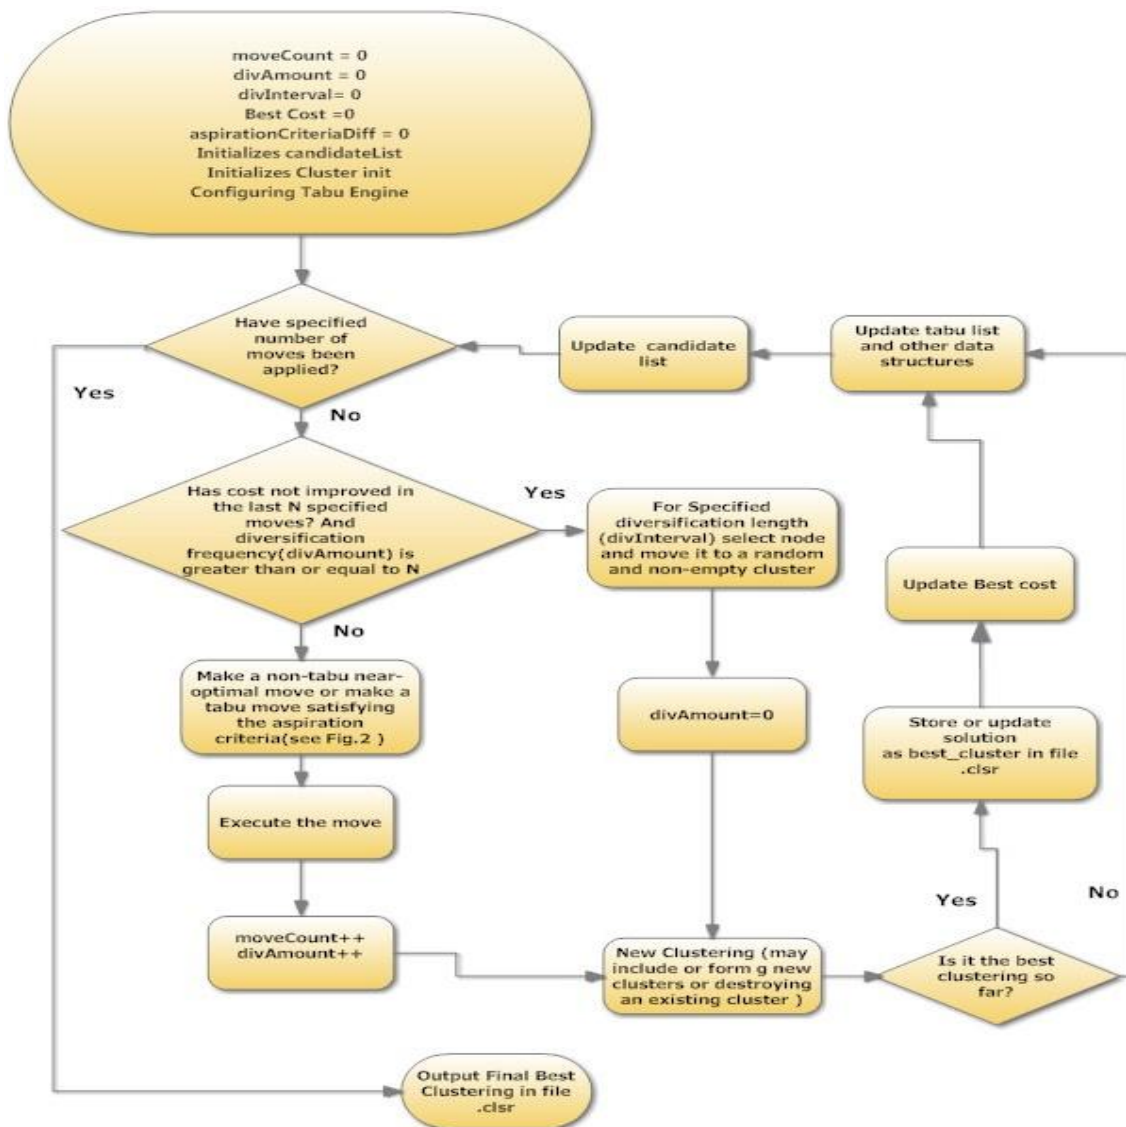 moveCount = 0
divAmount = 0
divInterval= 0
Best Cost =0
aspirationCriteriaDiff = 0
Initializes candidateList
Initializes Cluster init
Configuring Tabu Engine
Have specified
number of
moves been
applied?
Update candidate
list
Update tabu list
and other data
structures
Yes
No
Has cost not improved in
the last N specified
moves? And
diversification
frequency(divAmount) is
greater than or equal to N
Yes
For Specified
diversification length
(divInterval) select node
and move it to a random
and non-empty cluster
Update Best cost
No
Make a non-tabu near-
optimal move or make a
tabu move satisfying
the aspiration
criteria(see Fig.2 )
divAmount=0
Store or update
solution
as best_cluster in file
.clsr
Execute the move
Yes
No
moveCount++
divAmount++
New Clustering (may
include or form g new
clusters or destroying
an existing cluster )
Is it the best
clustering so
far?
Output Final Best
Clustering in file
.clsr